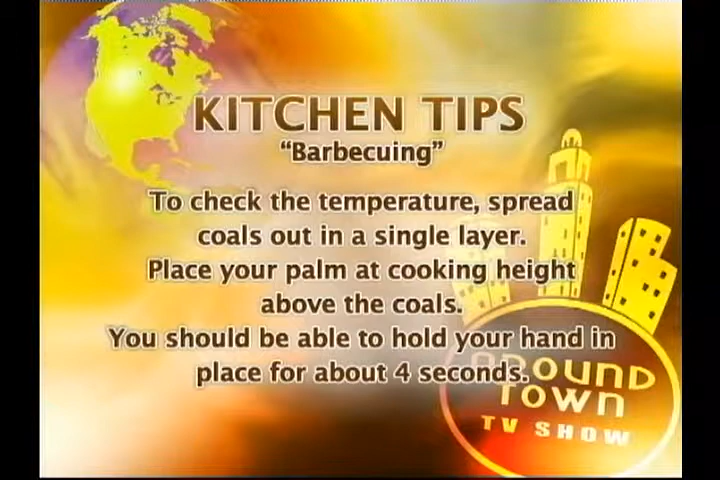 KITCHEN TIPS
“Barbecuing”
To check the temperature, spread
coals out in a single layer.
Place your palm at cooking height
above the coals.
You should be able to hold your hand in
place for about 4 seconds.
AROUND
TOWN
TV SHOW